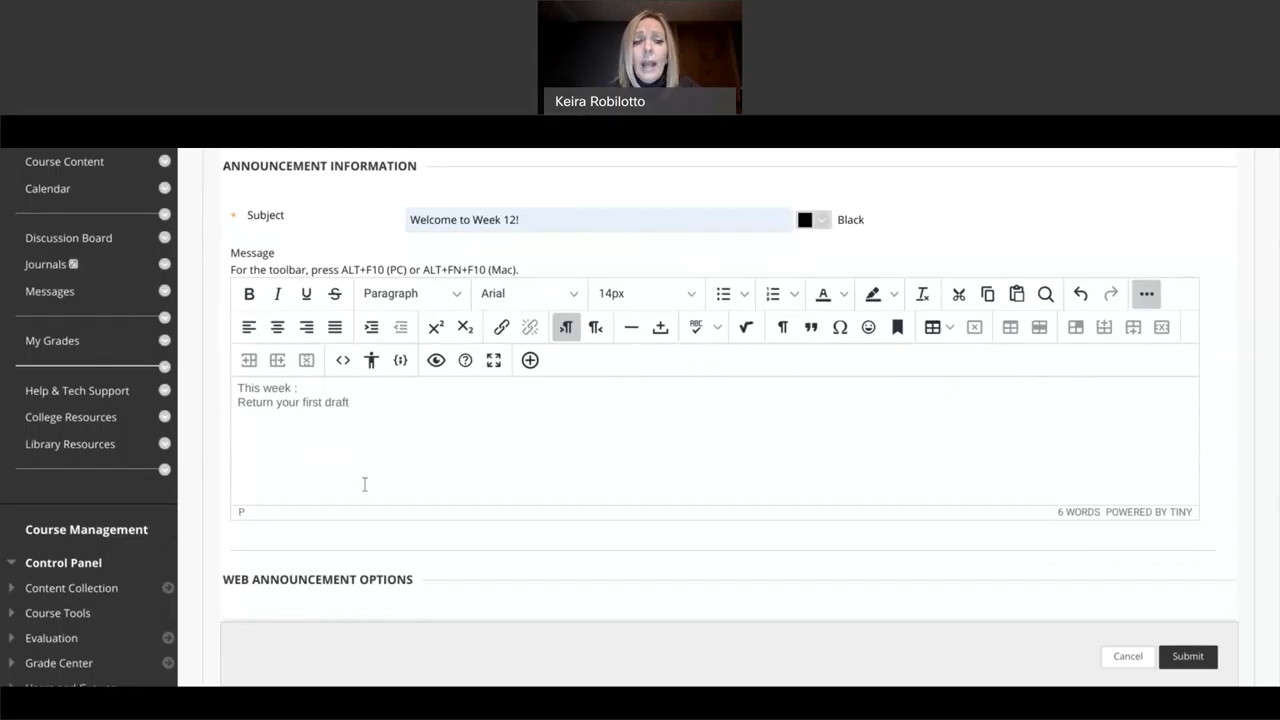 Keira Robilotto
Course Content
Calendar
Discussion Board
Journals
Messages
My Grades
Help & Tech Support
College Resources
Library Resources
Course Management
Control Panel
Content Collection
Course Tools
Evaluation
Grade Center
ANNOUNCEMENT INFORMATION
* Subject
Welcome to Week 12!
Black
Message
For the toolbar, press ALT+F10 (PC) or ALT+FN+F10 (Mac).
B I U S Paragraph Arial 14px
This week :
Return your first draft
P
6 WORDS POWERED BY TINY
WEB ANNOUNCEMENT OPTIONS
Cancel Submit